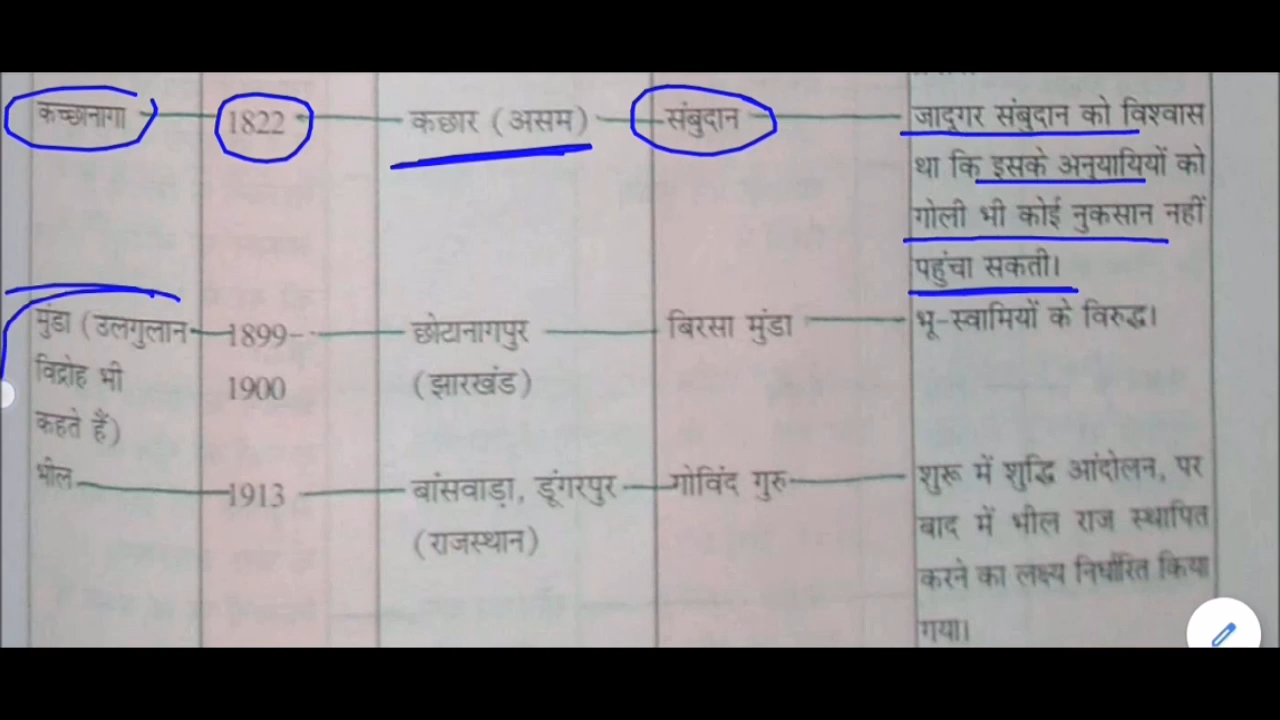 कच्छानागा 1822 कछार (असम) संबुदान जादूगर संबुदान को विश्वास
था कि इसके अनुयायियों को
गोली भी कोई नुकसान नहीं
पहुंचा सकती।
मुंडा (उलगुलान 1899- छोटानागपुर बिरसा मुंडा भू-स्वामियों के विरुद्ध।
विद्रोह भी 1900 (झारखंड)
कहते हैं)
भील 1913 बांसवाड़ा, डूंगरपुर गोविंद गुरु शुरू में शुद्धि आंदोलन, पर
(राजस्थान) बाद में भील राज स्थापित
करने का लक्ष्य निर्धारित किया
गया।